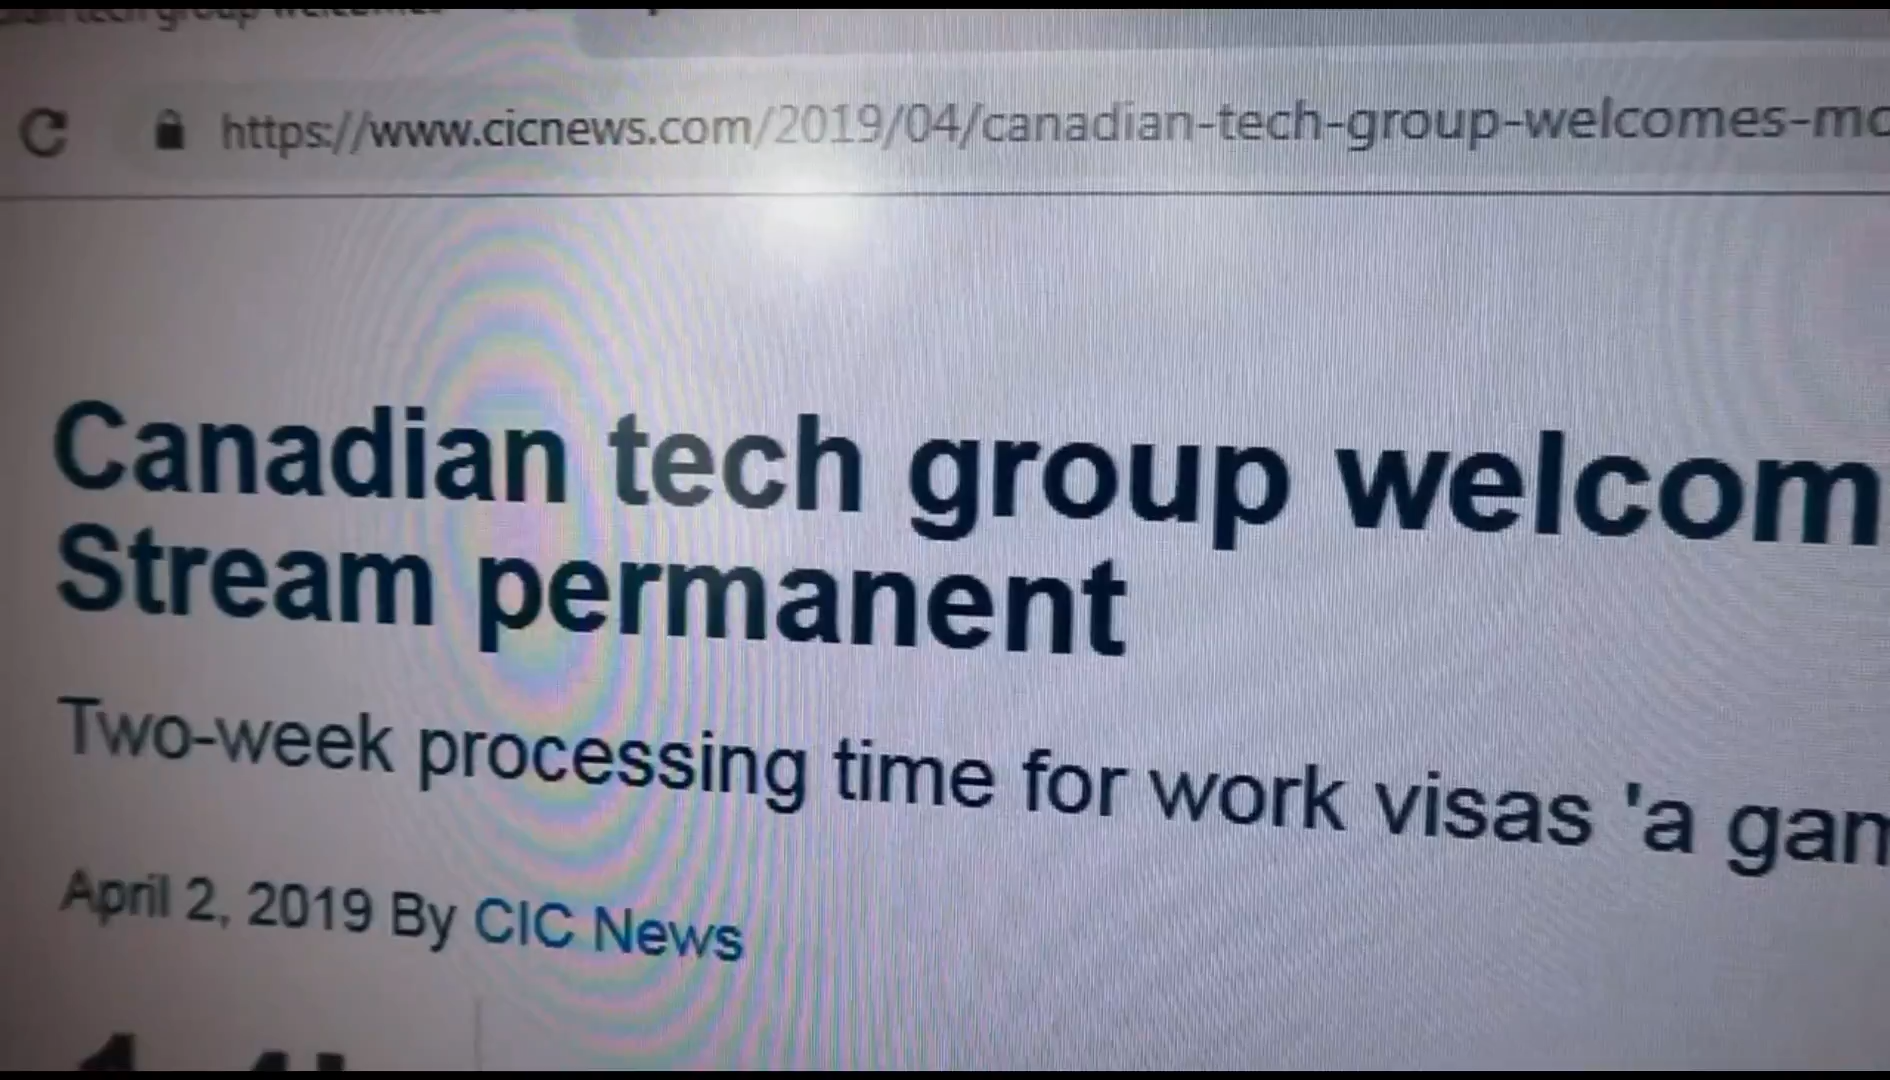 https://www.cicnews.com/2019/04/canadian-tech-group-welcomes-mo
Canadian tech group welcom
Stream permanent
Two-week processing time for work visas 'a gam
April 2, 2019 By CIC News